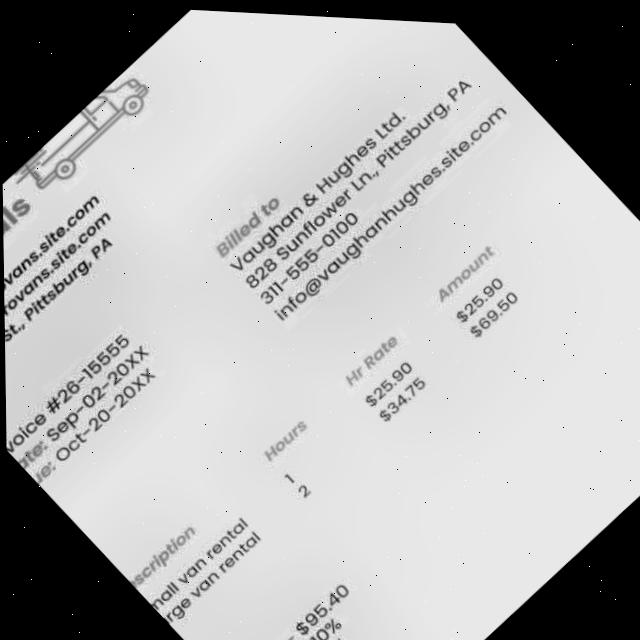 als
vans.site.com
ovans.site.com
St., Pittsburg, PA
Billed to
Vaughan & Hughes Ltd.
828 Sunflower Ln., Pittsburg, PA
311-555-0100
info@vaughanhughes.site.com
voice #26-15555
ate: Sep-02-20XX
ue: Oct-20-20XX
escription Hours Hr Rate Amount
mall van rental 1 $25.90 $25.90
rge van rental 2 $34.75 $69.50
$95.40
0%